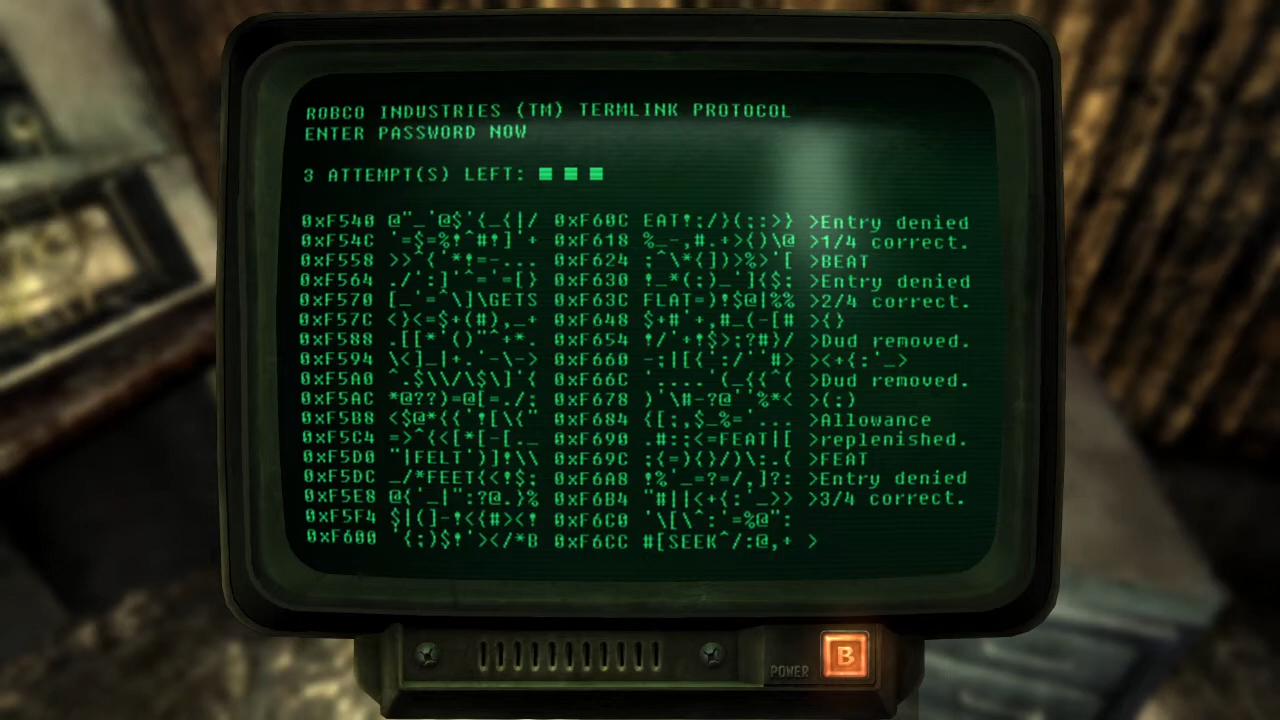 ROBCO INDUSTRIES (TM) TERMLINK PROTOCOL
ENTER PASSWORD NOW
3 ATTEMPT(S) LEFT: ■ ■ ■
0xF540 @"_'@$'{_{|/ 0xF60C EAT!;/}(;:>} >Entry denied
0xF54C '=$=%!^#!]'+ 0xF618 %_-,#.+>{)\@ >1/4 correct.
0xF558 >>^{'*!=-... 0xF624 :^\*{])>%>'[ >BEAT
0xF564 ./':]'^='=[} 0xF630 !_*(;)_']{$: >Entry denied
0xF570 [_'=^\]\GETS 0xF63C FLAT=)!$@|%% >2/4 correct.
0xF57C <}<=$+(#),_+ 0xF648 $+#'+,#_(-[# >{}
0xF588 .[[*'()"^+*. 0xF654 !/'+!$>;?#}/ >Dud removed.
0xF594 \<]_|+.'-\-> 0xF660 -;|[{':/''#> ><+{:'_>
0xF5A0 ^.$\\/\$\]'{ 0xF66C '....'(_{{^( >Dud removed.
0xF5AC *@??)=@[=./: 0xF678 )'\#-?@''%*< >(;)
0xF5B8 <$@*{{'![\{" 0xF684 {[:,$_%='... >Allowance
0xF5C4 =>^{<[*[-[._ 0xF690 .#:;<=FEAT|[ >replenished.
0xF5D0 "|FELT')]!\\ 0xF69C ;{=){}/)\:.( >FEAT
0xF5DC _/*FEET{<!$; 0xF6A8 !%'_=?=/,]?: >Entry denied
0xF5E8 @{'_|":?@.}% 0xF6B4 "#||<+{:'_>> >3/4 correct.
0xF5F4 $|(]-!<{#><! 0xF6C0 '\[\^:'=%@":
0xF600 '{;)$!'></*B 0xF6CC #[SEEK^/:@,+ >
POWER
B